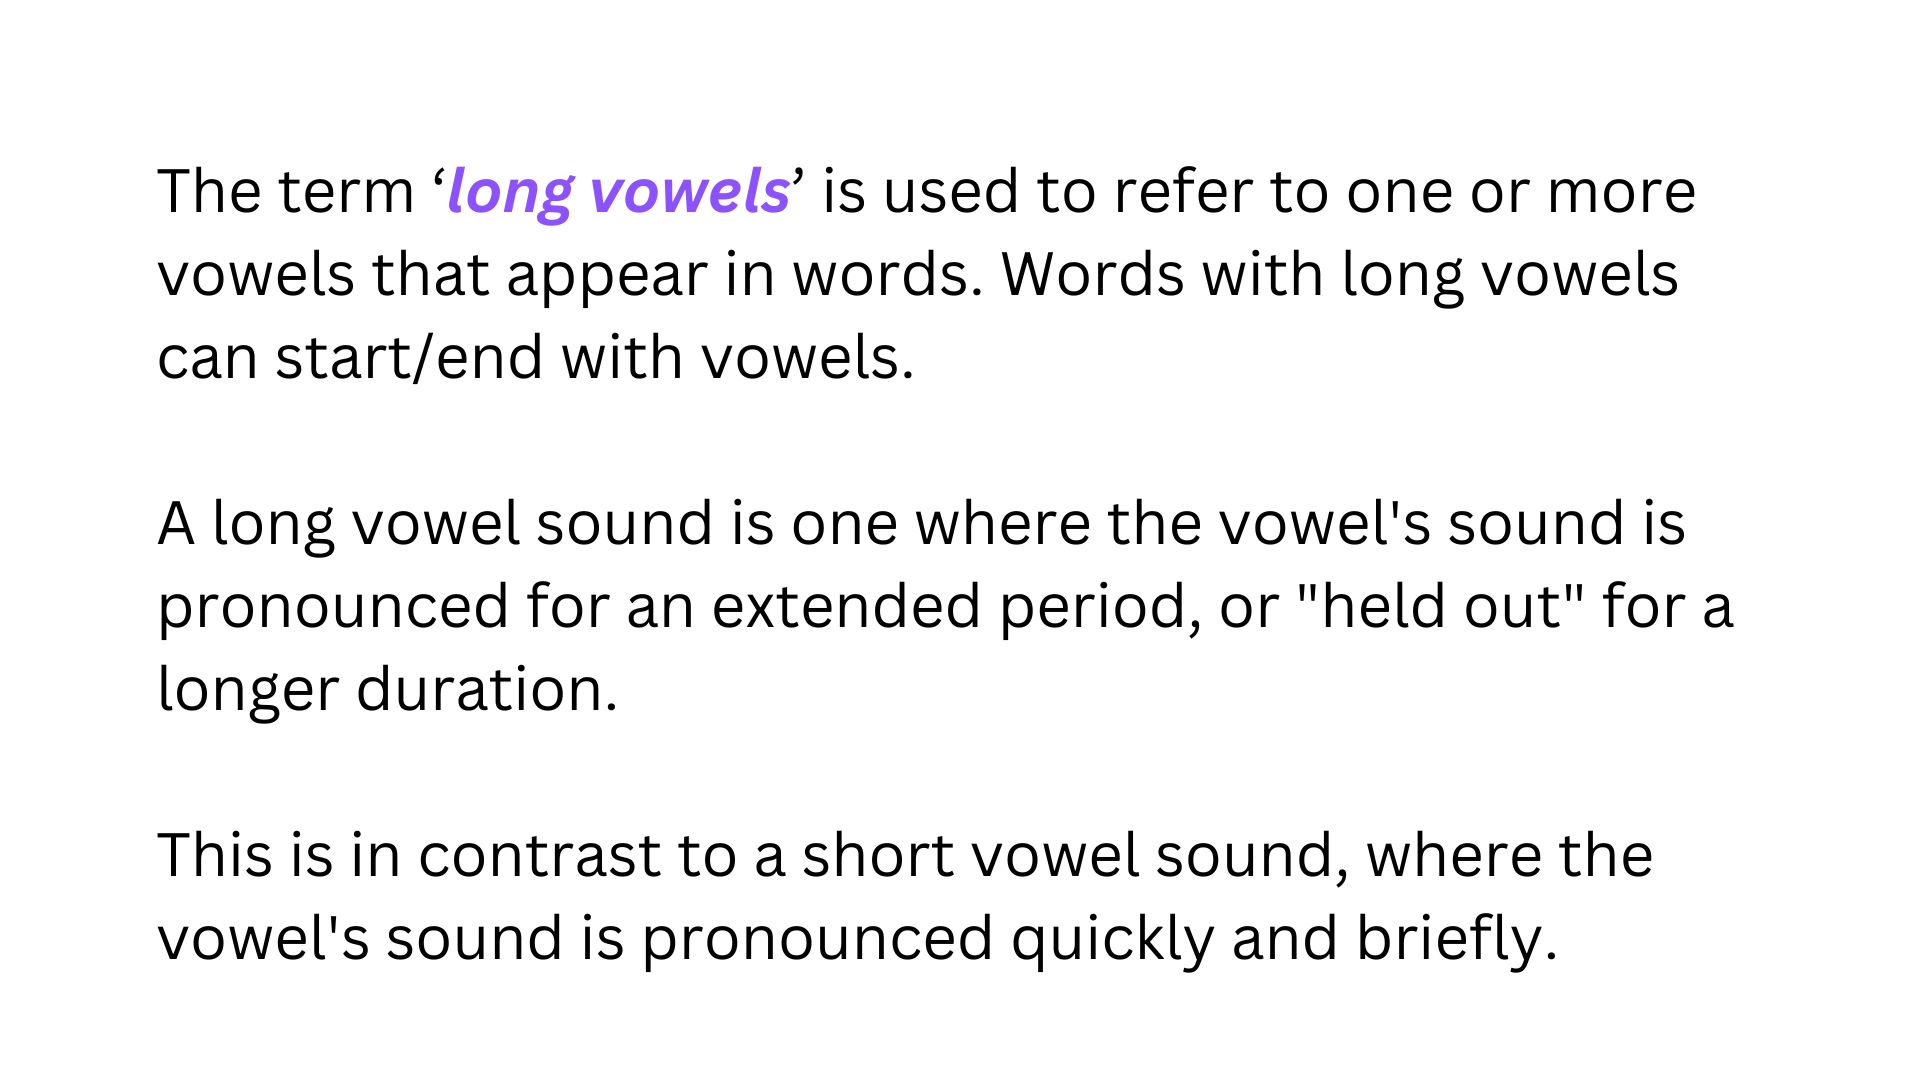 The term ‘long vowels’ is used to refer to one or more
vowels that appear in words. Words with long vowels
can start/end with vowels.
A long vowel sound is one where the vowel's sound is
pronounced for an extended period, or "held out" for a
longer duration.
This is in contrast to a short vowel sound, where the
vowel's sound is pronounced quickly and briefly.